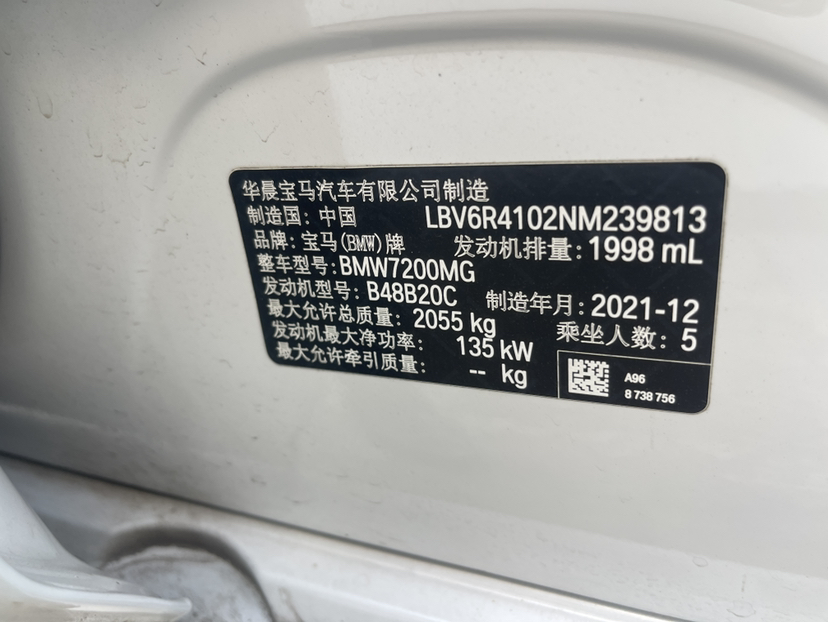 华晨宝马汽车有限公司制造
制造国：中国 LBV6R4102NM239813
品牌：宝马(BMW)牌 发动机排量：1998 mL
整车型号：BMW7200MG
发动机型号：B48B20C 制造年月：2021-12
最大允许总质量：2055 kg 乘坐人数：5
发动机最大净功率： 135 kW
最大允许牵引质量： -- kg
A96
8 738 756